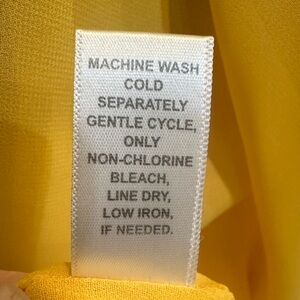 MACHINE WASH
COLD
SEPARATELY
GENTLE CYCLE,
ONLY
NON-CHLORINE
BLEACH,
LINE DRY,
LOW IRON,
IF NEEDED.